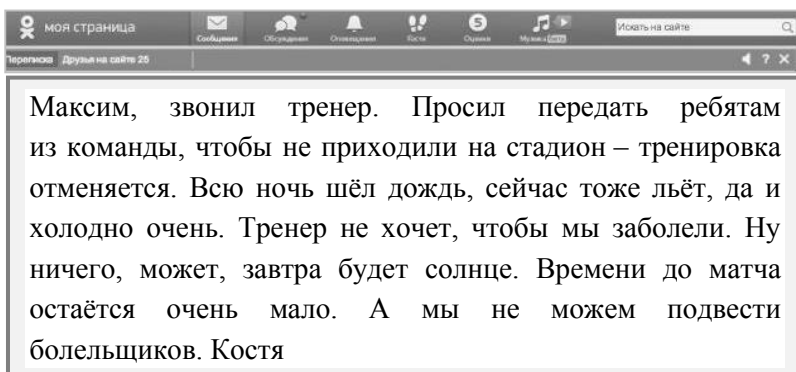 моя страница
Сообщения Обсуждения Оповещения Гости Оценки Музыка beta
Искать на сайте
Переписка Друзья на сайте 25
Максим, звонил тренер. Просил передать ребятам
из команды, чтобы не приходили на стадион – тренировка
отменяется. Всю ночь шёл дождь, сейчас тоже льёт, да и
холодно очень. Тренер не хочет, чтобы мы заболели. Ну
ничего, может, завтра будет солнце. Времени до матча
остаётся очень мало. А мы не можем подвести
болельщиков. Костя